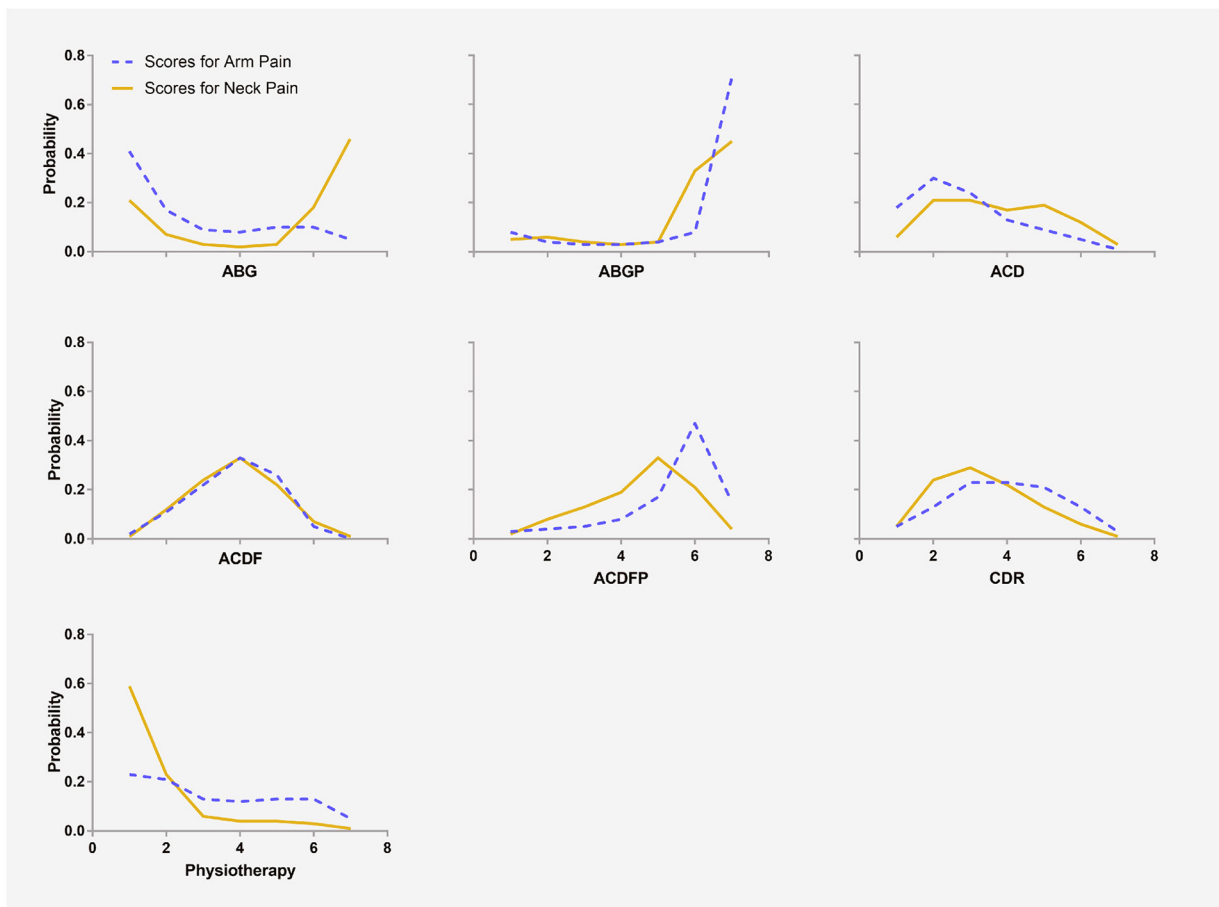 Scores for Arm Pain
Scores for Neck Pain
Probability
0.8
0.6
0.4
0.2
0.0
ABG
ABGP
ACD
Probability
0.8
0.6
0.4
0.2
0.0
ACDF
0 2 4 6 8
ACDFP
0 2 4 6 8
CDR
Probability
0.8
0.6
0.4
0.2
0.0
0 2 4 6 8
Physiotherapy